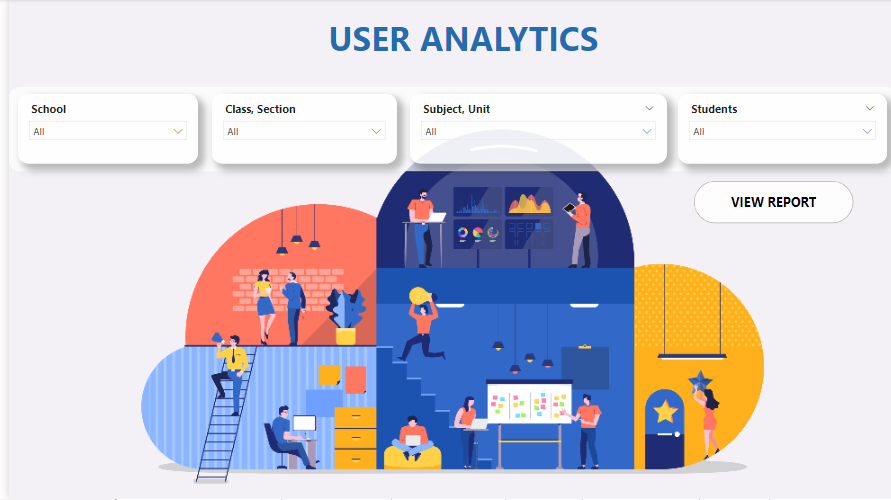 USER ANALYTICS
School
Class, Section
Subject, Unit
Students
All
All
All
All
VIEW REPORT